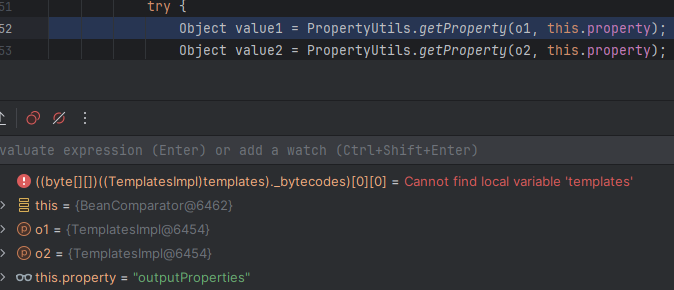 51 try {
52 Object value1 = PropertyUtils.getProperty(o1, this.property);
53 Object value2 = PropertyUtils.getProperty(o2, this.property);
valuate expression (Enter) or add a watch (Ctrl+Shift+Enter)
((byte[][])((TemplatesImpl)templates)._bytecodes)[0][0] = Cannot find local variable 'templates'
this = {BeanComparator@6462}
o1 = {TemplatesImpl@6454}
o2 = {TemplatesImpl@6454}
this.property = "outputProperties"